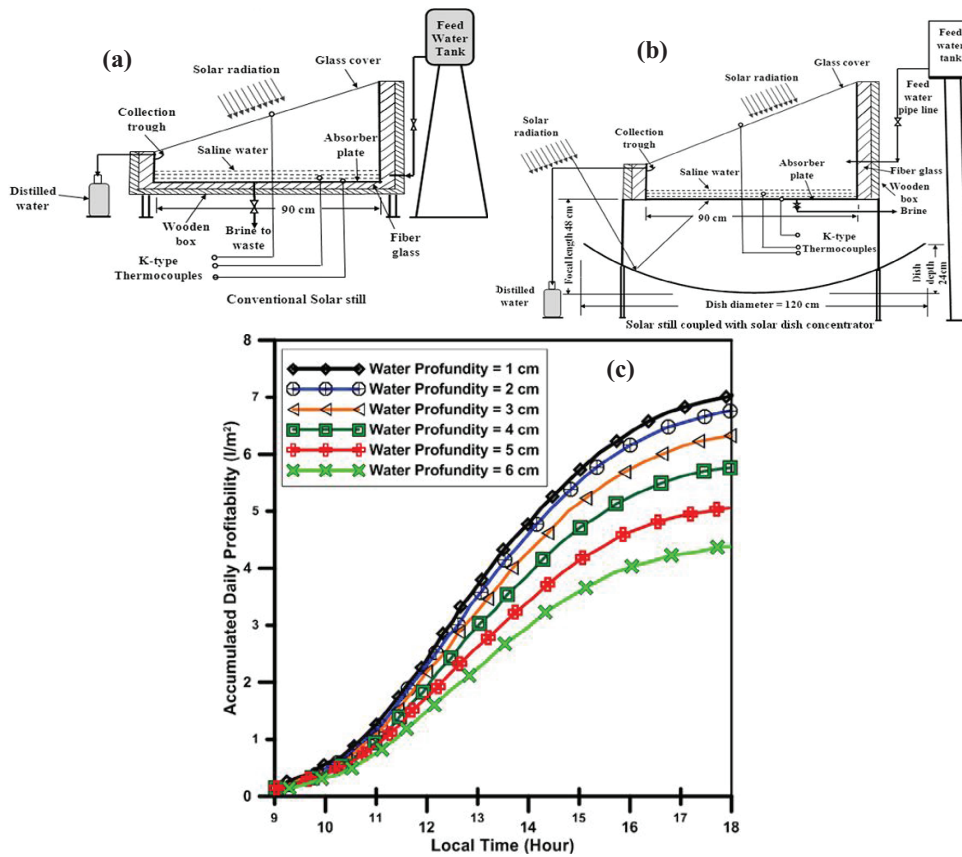 (a)
Feed
Water
Tank
Glass cover
Solar radiation
Collection
trough
Saline water
Absorber
plate
Distilled
water
90 cm
Wooden
box
Brine to
waste
Fiber
glass
K-type
Thermocouples
Conventional Solar still
(b)
Feed
water
tank
Glass cover
Solar radiation
Feed
water
pipe line
Solar
radiation
Collection
trough
Saline water
Absorber
plate
Fiber glass
Wooden
box
Brine
90 cm
K-type
Thermocouples
Focal length 48 cm
Dish
depth
24cm
Distilled
water
Dish diameter = 120 cm
Solar still coupled with solar dish concentrator
(c)
Water Profundity = 1 cm
Water Profundity = 2 cm
Water Profundity = 3 cm
Water Profundity = 4 cm
Water Profundity = 5 cm
Water Profundity = 6 cm
Accumulated Daily Profitability (l/m²)
8
7
6
5
4
3
2
1
0
9 10 11 12 13 14 15 16 17 18
Local Time (Hour)